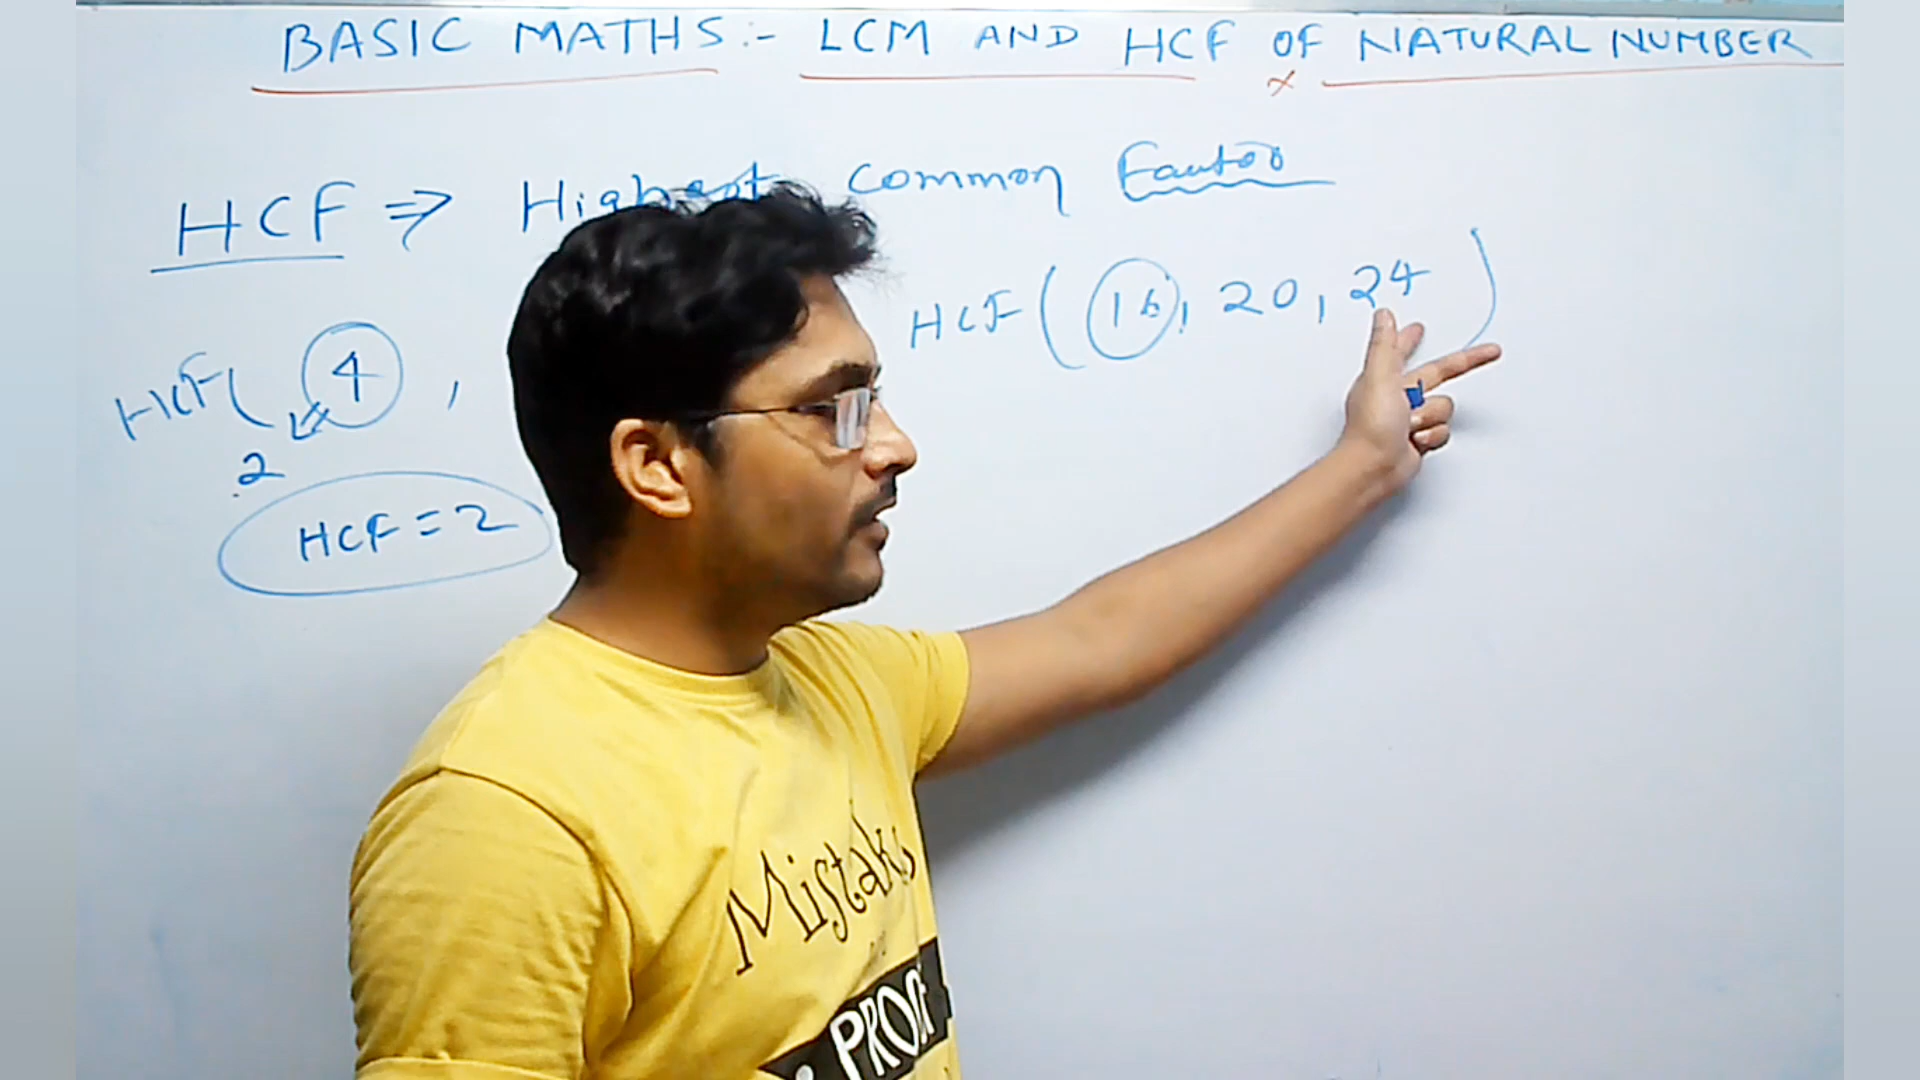 BASIC MATHS:- LCM AND HCF OF NATURAL NUMBER
HCF ⇒ Highest Common Factor
HCF( 16, 20, 24 )
HCF( 4 ,
2
HCF = 2
Mistake
PROOF